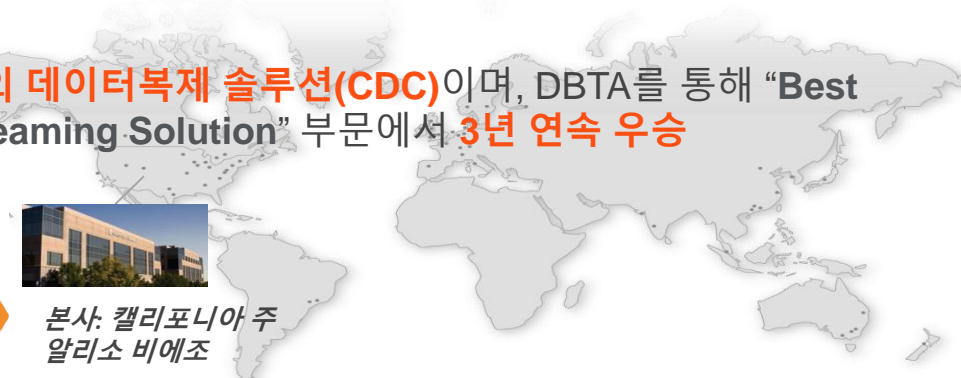 의 데이터복제 솔루션(CDC)이며, DBTA를 통해 “Best
eaming Solution” 부문에서 3년 연속 우승
본사: 캘리포니아 주
알리소 비에조